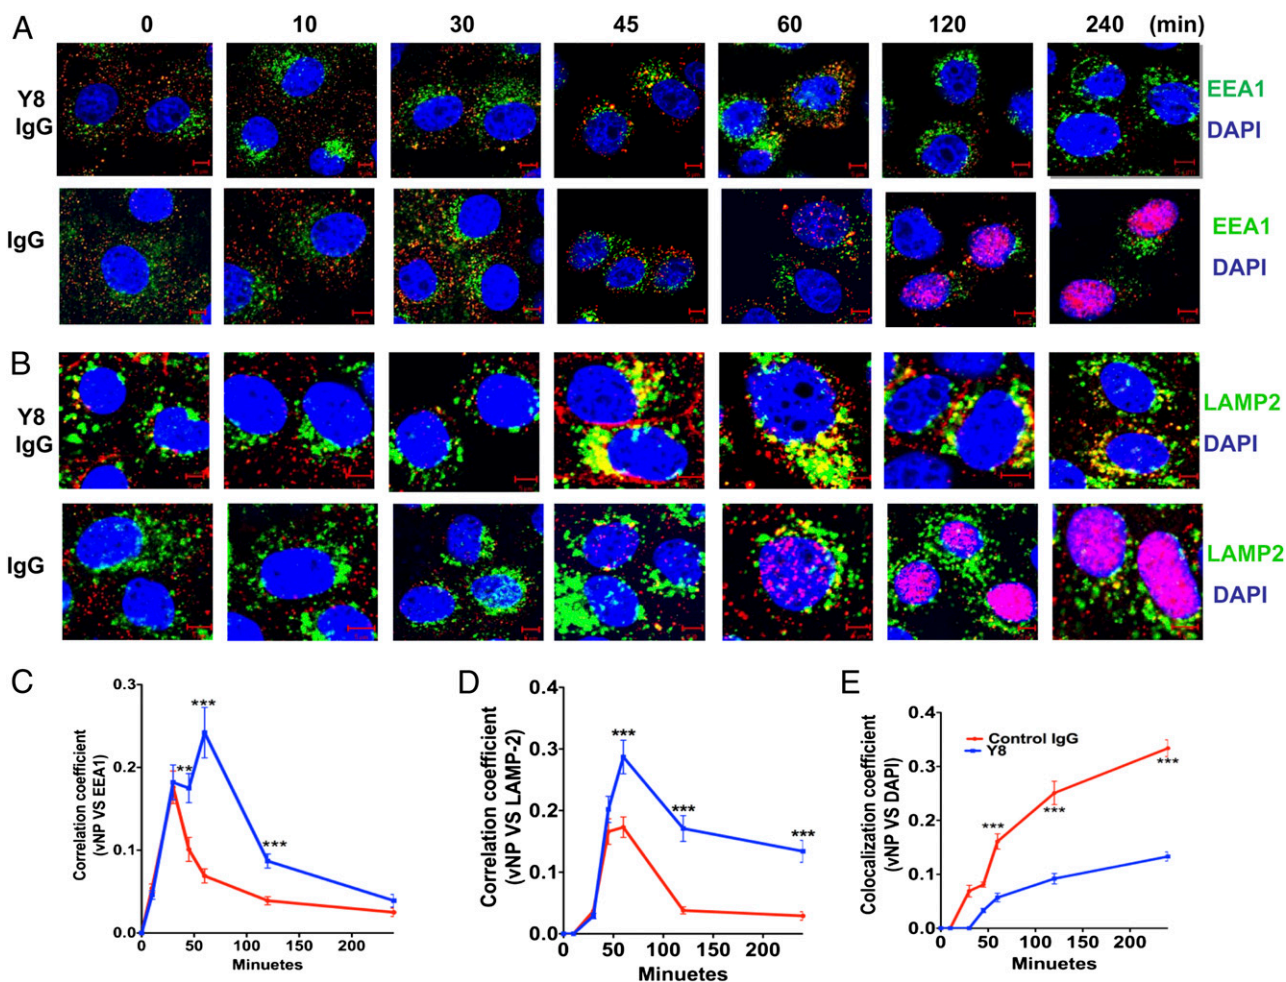 A
0 10 30 45 60 120 240 (min)
Y8
IgG
EEA1
DAPI
IgG
EEA1
DAPI
B
Y8
IgG
LAMP2
DAPI
IgG
LAMP2
DAPI
C
Correlation coefficient
(vNP VS EEA1)
0.3
0.2
0.1
0.0
***
**
***
0 50 100 150 200
Minuetes
D
Correlation coefficient
(vNP VS LAMP-2)
0.4
0.3
0.2
0.1
0.0
***
***
***
0 50 100 150 200
Minuetes
E
Colocalization coefficient
(vNP VS DAPI)
0.4
0.3
0.2
0.1
0.0
Control IgG
Y8
***
***
***
0 50 100 150 200
Minuetes